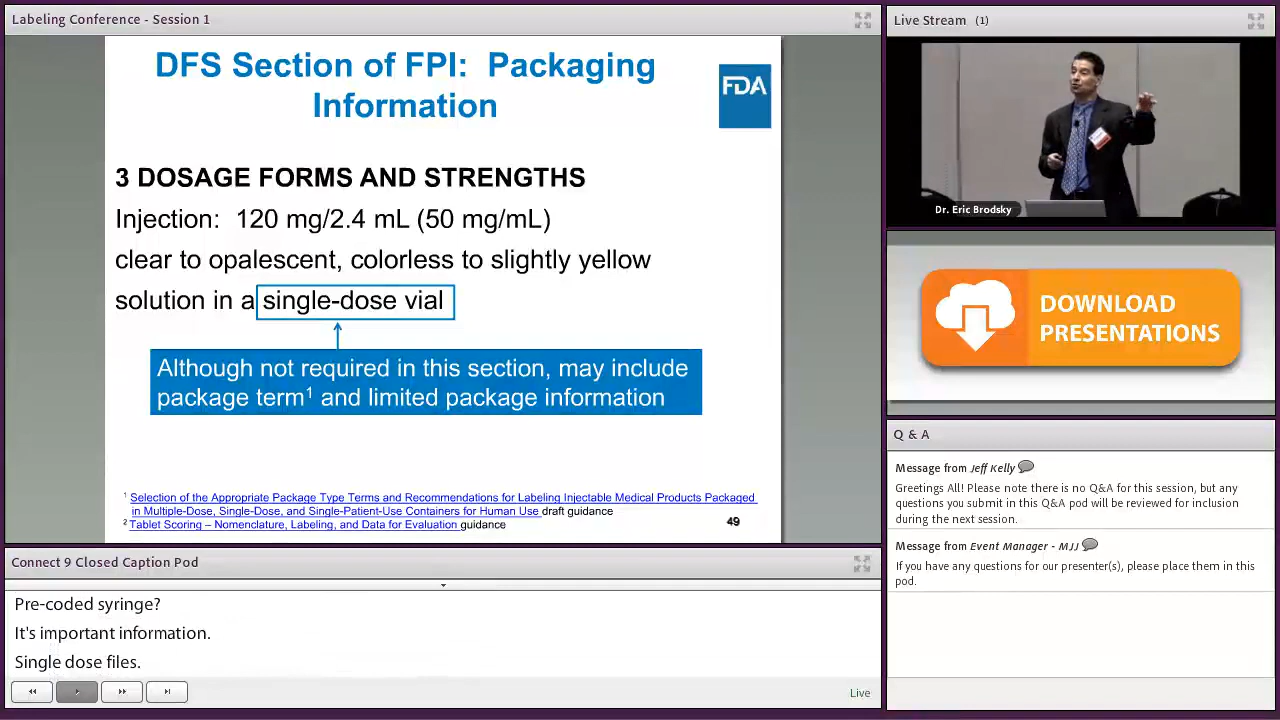 Labeling Conference - Session 1
DFS Section of FPI: Packaging
Information
FDA
3 DOSAGE FORMS AND STRENGTHS
Injection: 120 mg/2.4 mL (50 mg/mL)
clear to opalescent, colorless to slightly yellow
solution in a single-dose vial
Although not required in this section, may include
package term1 and limited package information
1 Selection of the Appropriate Package Type Terms and Recommendations for Labeling Injectable Medical Products Packaged
in Multiple-Dose, Single-Dose, and Single-Patient-Use Containers for Human Use draft guidance
2 Tablet Scoring – Nomenclature, Labeling, and Data for Evaluation guidance
49
Connect 9 Closed Caption Pod
Pre-coded syringe?
It's important information.
Single dose files.
Live
Live Stream (1)
Dr. Eric Brodsky
DOWNLOAD
PRESENTATIONS
Q & A
Message from Jeff Kelly
Greetings All! Please note there is no Q&A for this session, but any
questions you submit in this Q&A pod will be reviewed for inclusion
during the next session.
Message from Event Manager - MJJ
If you have any questions for our presenter(s), please place them in this
pod.